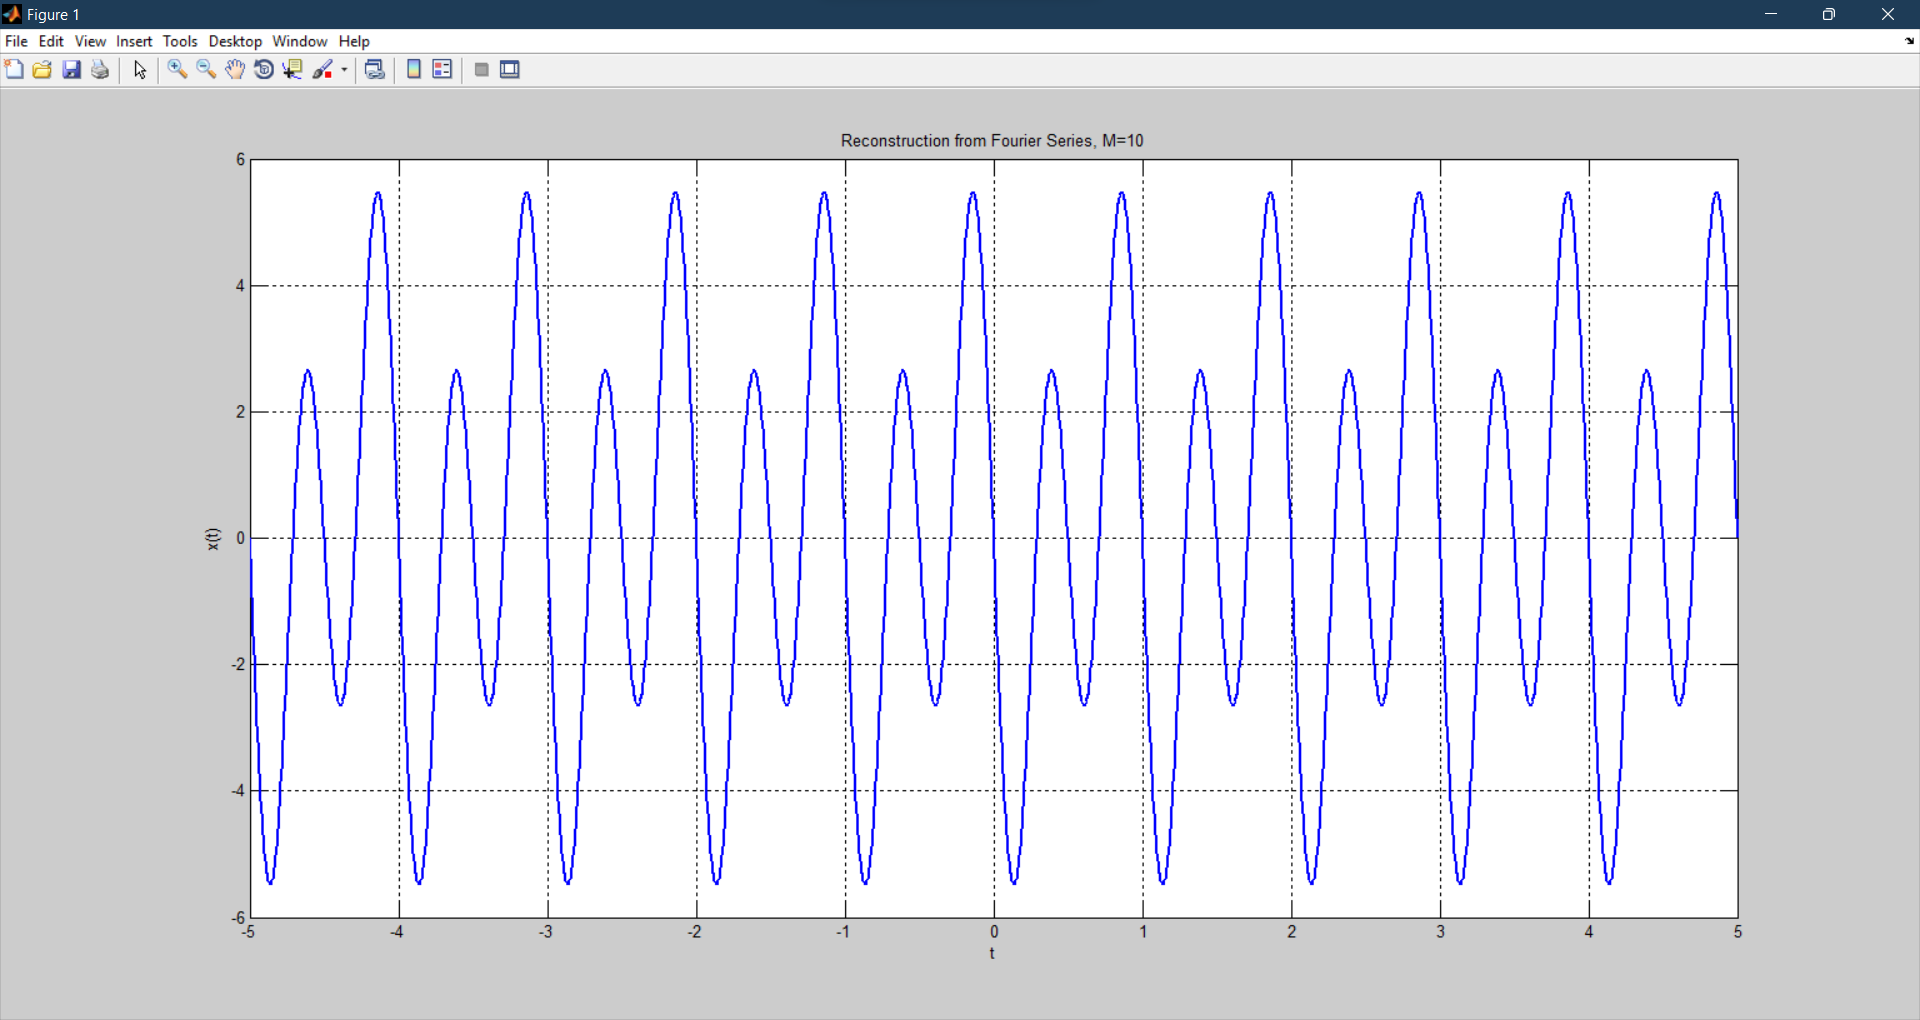 Figure 1
File Edit View Insert Tools Desktop Window Help
Reconstruction from Fourier Series, M=10
6
4
2
0
-2
-4
-6
x(t)
-5 -4 -3 -2 -1 0 1 2 3 4 5
t